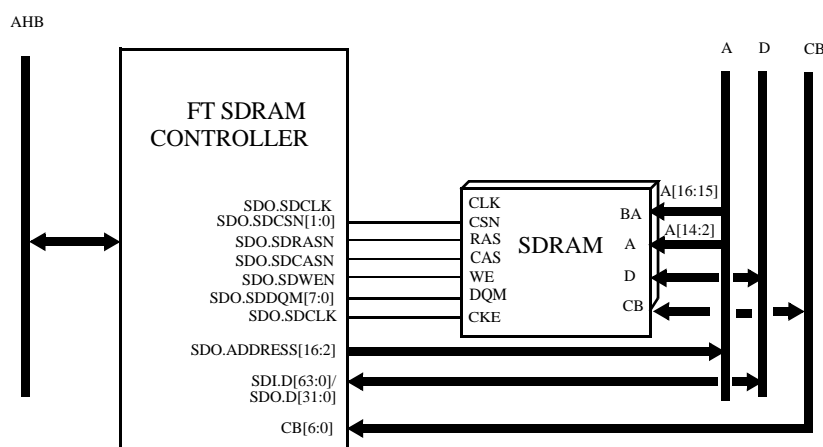 AHB
A D CB
FT SDRAM
CONTROLLER
A[16:15]
SDO.SDCLK CLK
SDO.SDCSN[1:0] CSN BA
SDO.SDRASN RAS SDRAM A A[14:2]
SDO.SDCASN CAS
SDO.SDWEN WE D
SDO.SDDQM[7:0] DQM
SDO.SDCLK CKE CB
SDO.ADDRESS[16:2]
SDI.D[63:0]/
SDO.D[31:0]
CB[6:0]